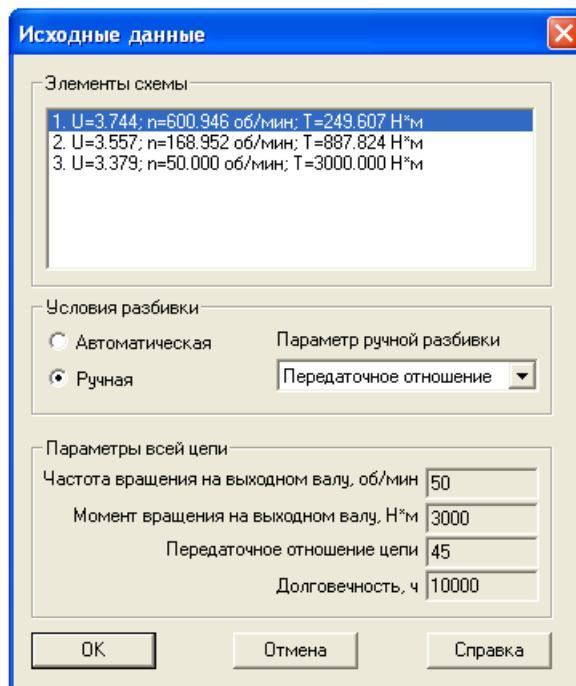 Исходные данные
Элементы схемы
1. U=3.744; n=600.946 об/мин; T=249.607 Н*м
2. U=3.557; n=168.952 об/мин; T=887.824 Н*м
3. U=3.379; n=50.000 об/мин; T=3000.000 Н*м
Условия разбивки
Автоматическая
Параметр ручной разбивки
Ручная
Передаточное отношение
Параметры всей цепи
Частота вращения на выходном валу, об/мин 50
Момент вращения на выходном валу, Н*м 3000
Передаточное отношение цепи 45
Долговечность, ч 10000
OK Отмена Справка